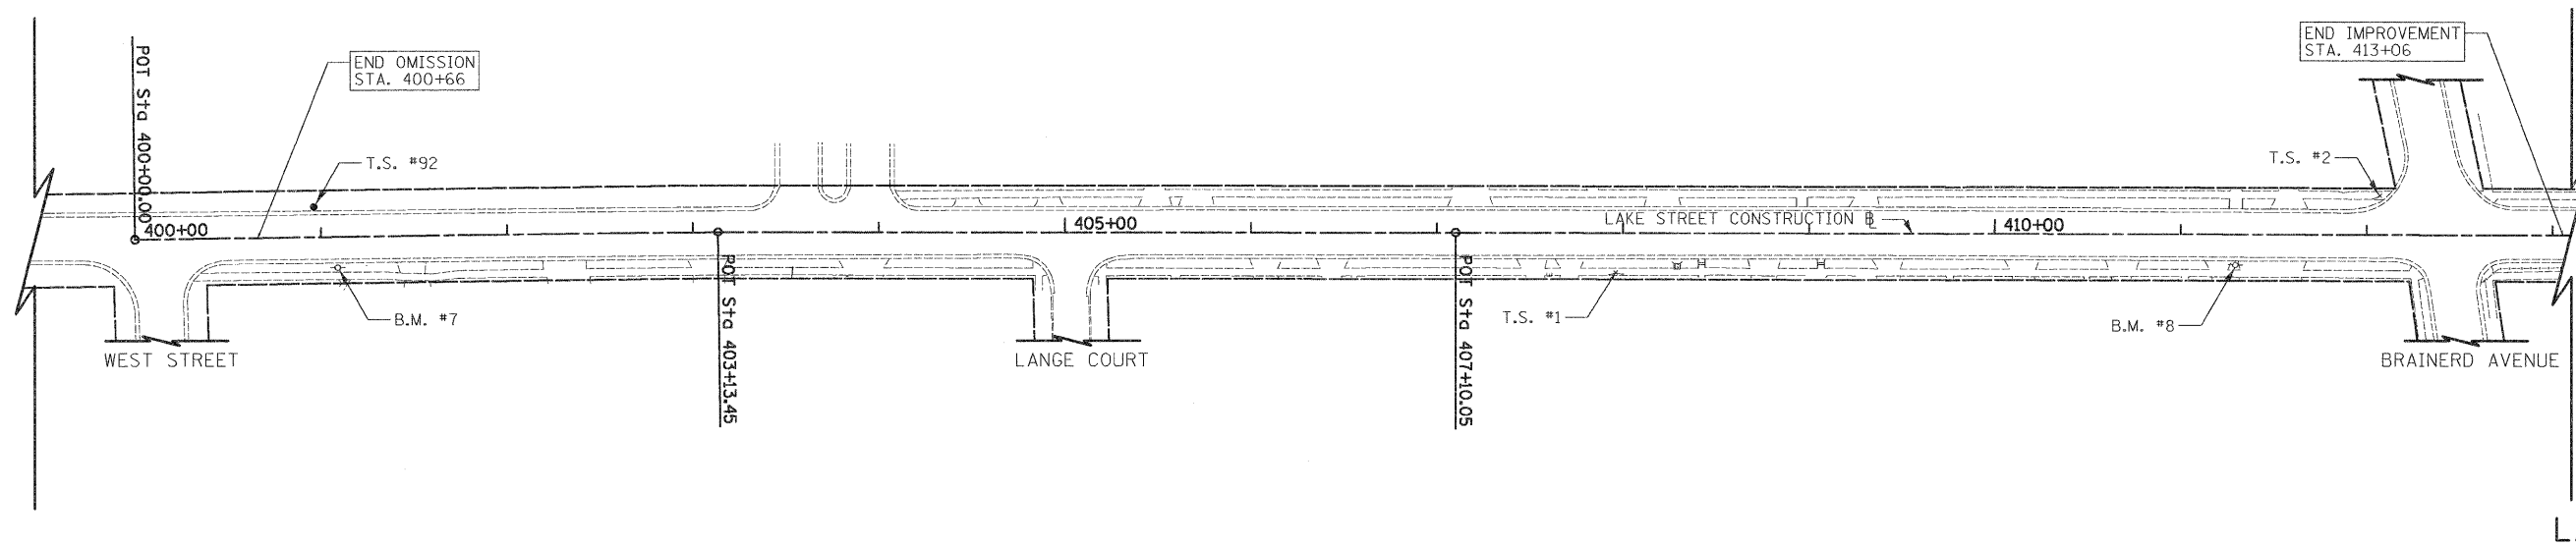 END OMISSION
STA. 400+66
END IMPROVEMENT
STA. 413+06
POT Sta 400+00.00
T.S. #92
T.S. #2
400+00
405+00
LAKE STREET CONSTRUCTION
410+00
B.M. #7
POT Sta 403+13.45
POT Sta 407+10.05
T.S. #1
B.M. #8
WEST STREET
LANGE COURT
BRAINERD AVENUE